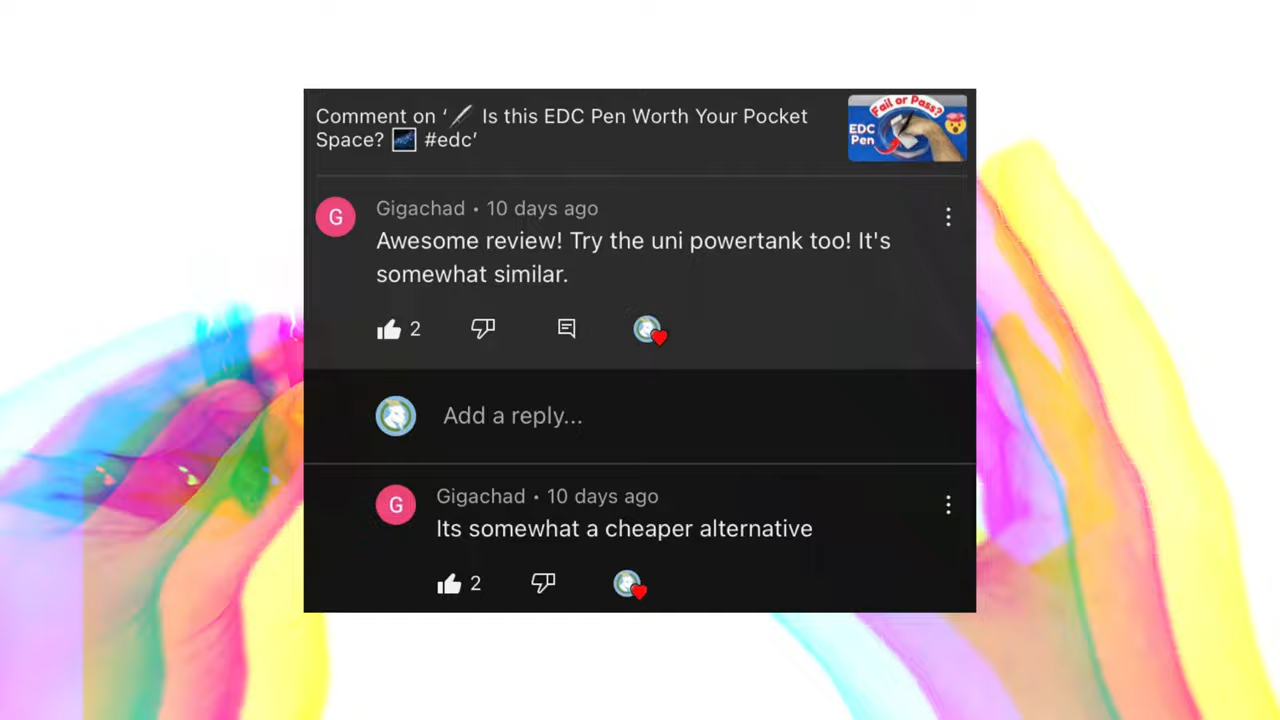 Comment on ‘🪶 Is this EDC Pen Worth Your Pocket
Space? 🌌 #edc’
Fail or Pass?
EDC
Pen
G
Gigachad • 10 days ago
Awesome review! Try the uni powertank too! It's
somewhat similar.
2
Add a reply...
G
Gigachad • 10 days ago
Its somewhat a cheaper alternative
2